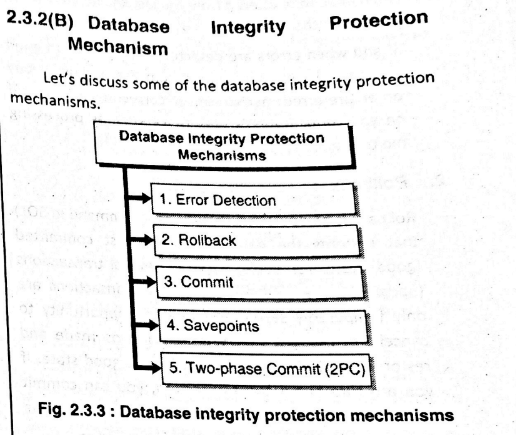 2.3.2(B) Database Integrity Protection
Mechanism
Let's discuss some of the database integrity protection
mechanisms.
Database Integrity Protection
Mechanisms
1. Error Detection
2. Rollback
3. Commit
4. Savepoints
5. Two-phase Commit (2PC)
Fig. 2.3.3 : Database integrity protection mechanisms